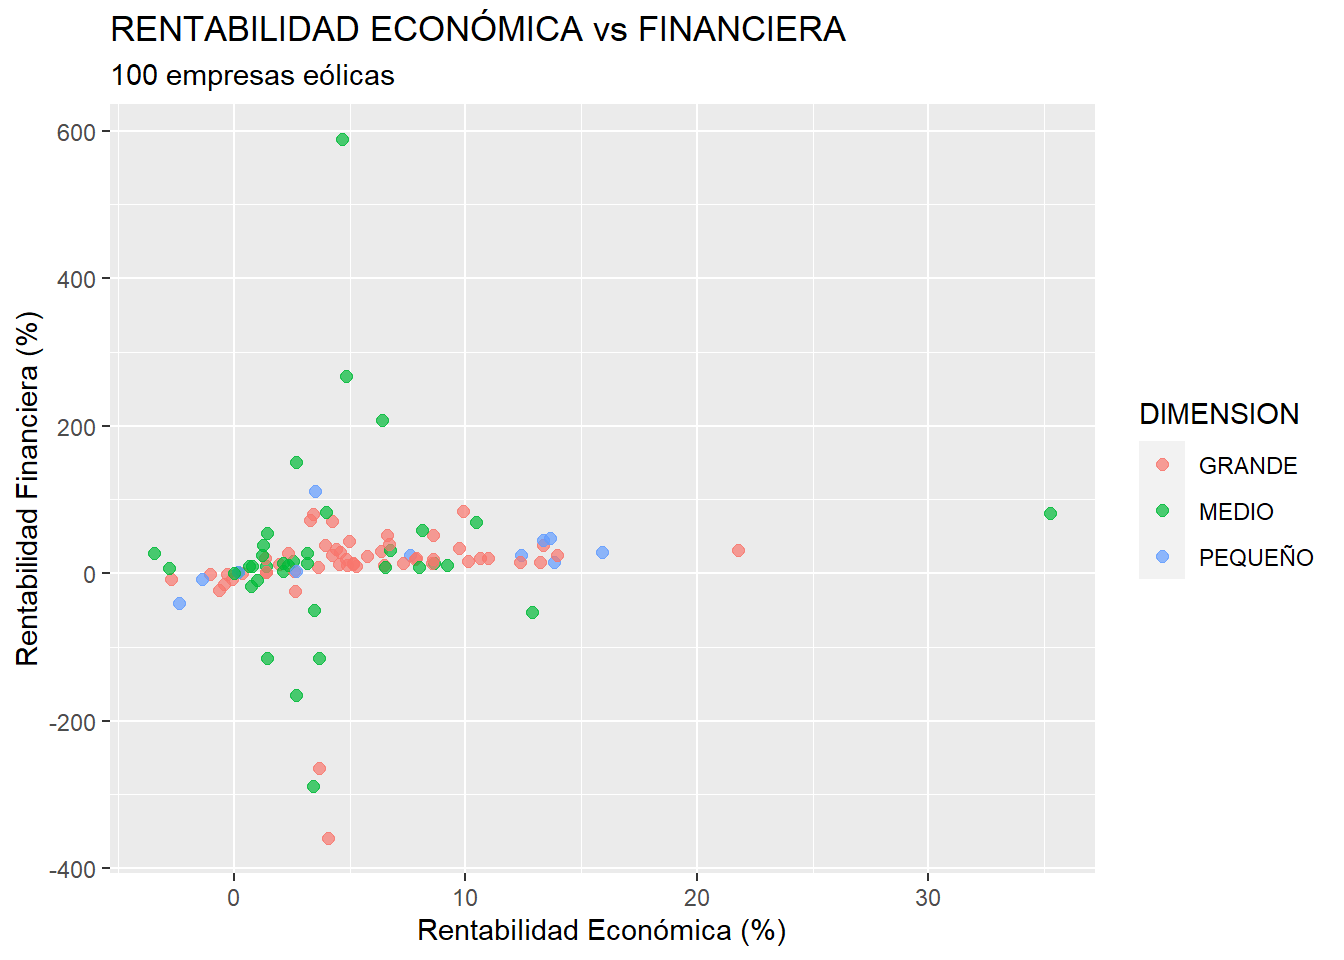 RENTABILIDAD ECONÓMICA vs FINANCIERA
100 empresas eólicas
Rentabilidad Financiera (%)
600
400
200
0
-200
-400
0 10 20 30
Rentabilidad Económica (%)
DIMENSION
GRANDE
MEDIO
PEQUEÑO